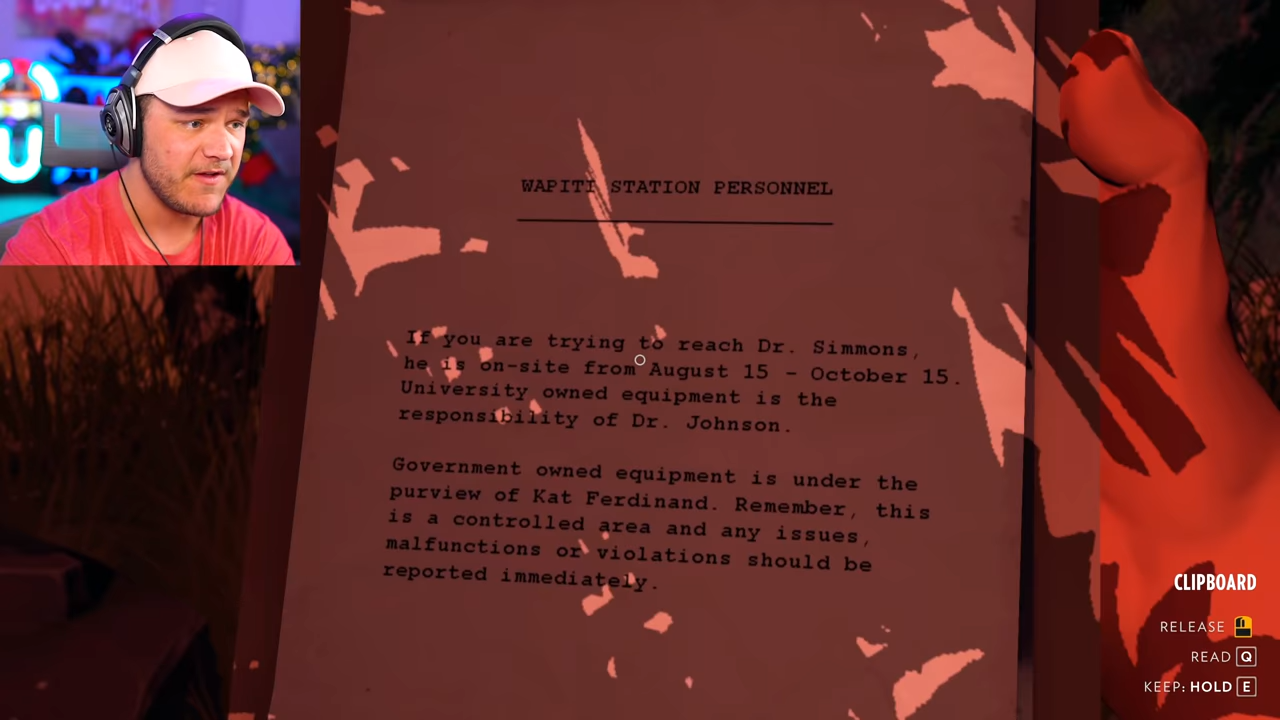 WAPITI STATION PERSONNEL
If you are trying to reach Dr. Simmons,
he is on-site from August 15 - October 15.
University owned equipment is the
responsibility of Dr. Johnson.
Government owned equipment is under the
purview of Kat Ferdinand. Remember, this
is a controlled area and any issues,
malfunctions or violations should be
reported immediately.
CLIPBOARD
RELEASE
READ Q
KEEP: HOLD E